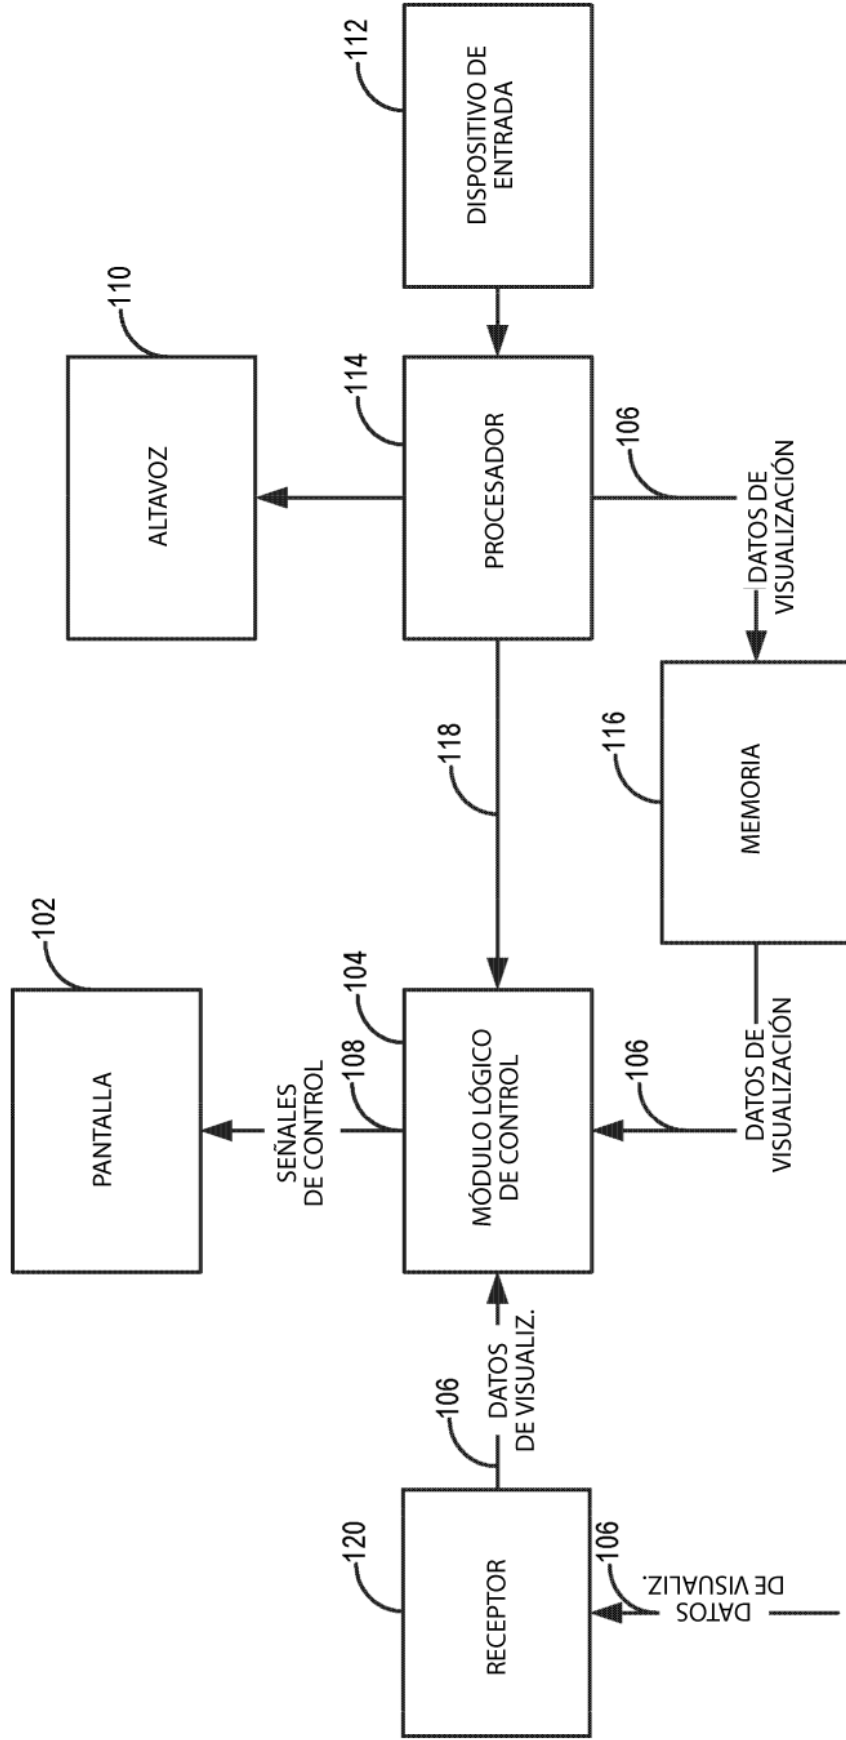 102
PANTALLA
110
ALTAVOZ
SEÑALES
DE CONTROL
108
104
MÓDULO LÓGICO
DE CONTROL
118
114
PROCESADOR
112
DISPOSITIVO DE
ENTRADA
120
RECEPTOR
106
DATOS
DE VISUALIZ.
106
DATOS
DE VISUALIZ.
106
DATOS DE
VISUALIZACIÓN
116
MEMORIA
106
DATOS DE
VISUALIZACIÓN